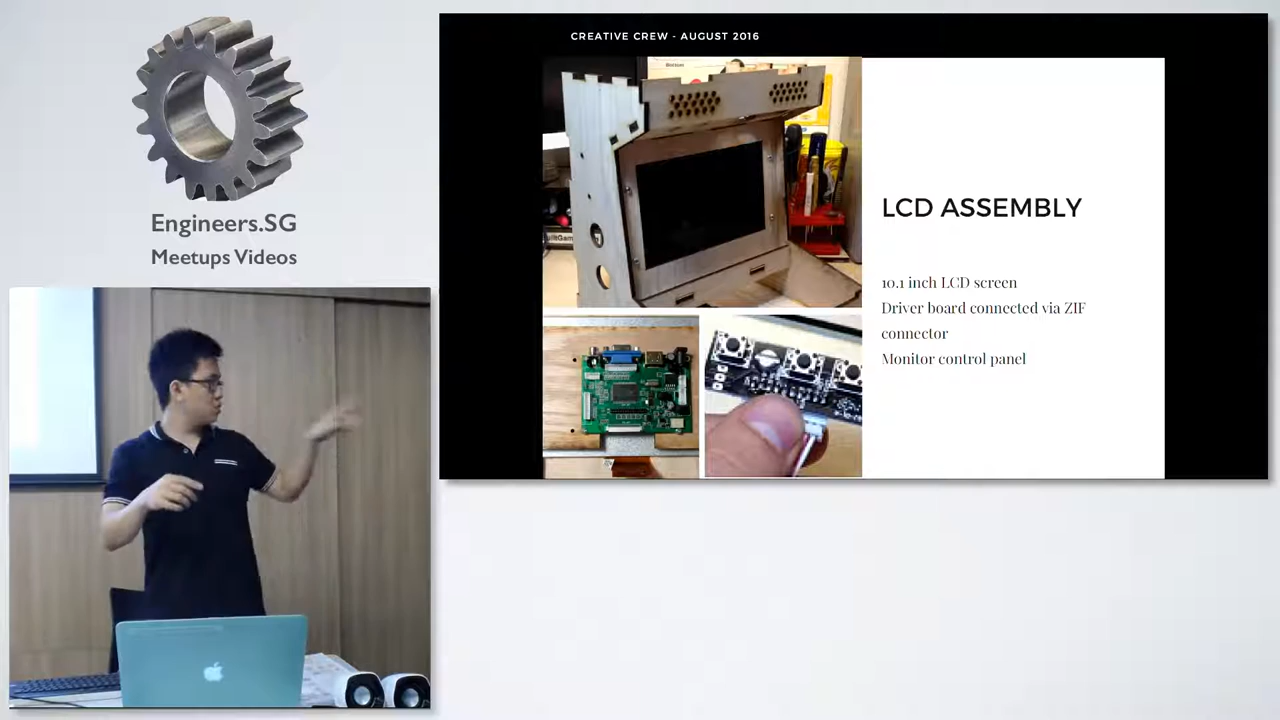 Engineers.SG
Meetups Videos
CREATIVE CREW - AUGUST 2016
LCD ASSEMBLY
10.1 inch LCD screen
Driver board connected via ZIF
connector
Monitor control panel